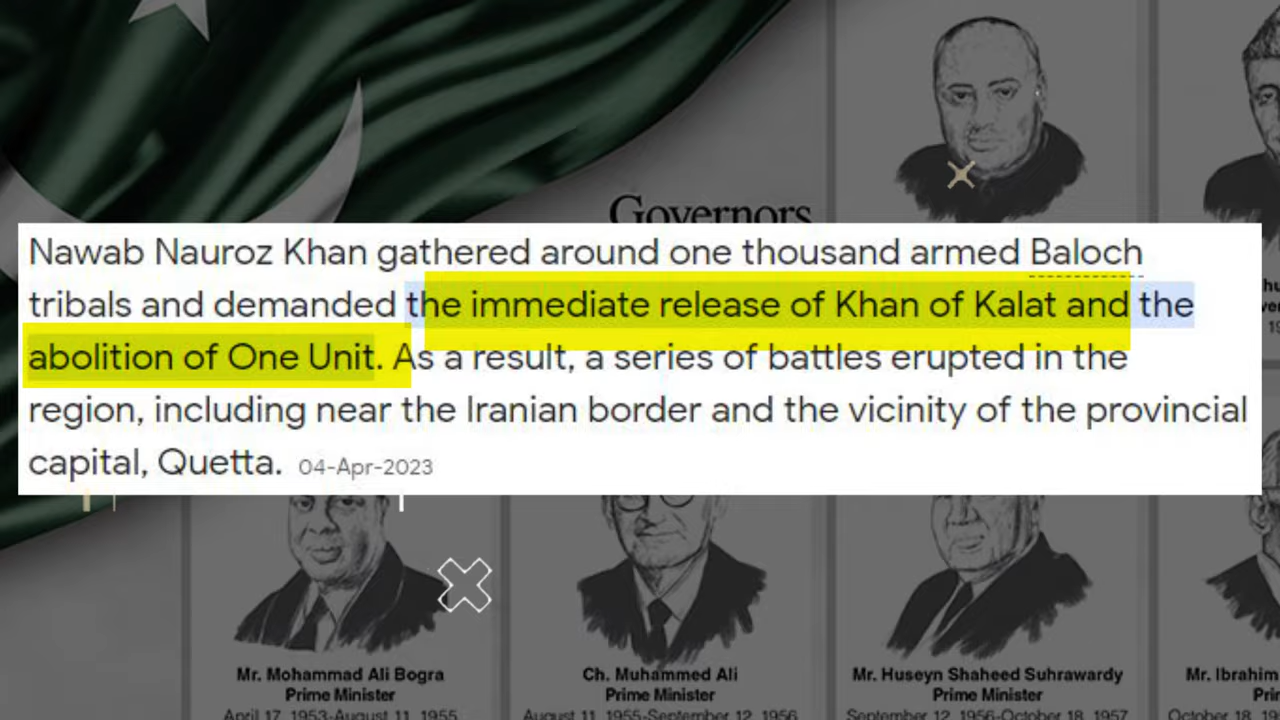 Governors
Nawab Nauroz Khan gathered around one thousand armed Baloch
tribals and demanded the immediate release of Khan of Kalat and the
abolition of One Unit. As a result, a series of battles erupted in the
region, including near the Iranian border and the vicinity of the provincial
capital, Quetta. 04-Apr-2023
Mr. Mohammad Ali Bogra
Prime Minister
April 17, 1953-August 11, 1955
Ch. Muhammed Ali
Prime Minister
August 11, 1955-September 12, 1956
Mr. Huseyn Shaheed Suhrawardy
Prime Minister
September 12, 1956-October 18, 1957
Mr. Ibrahim